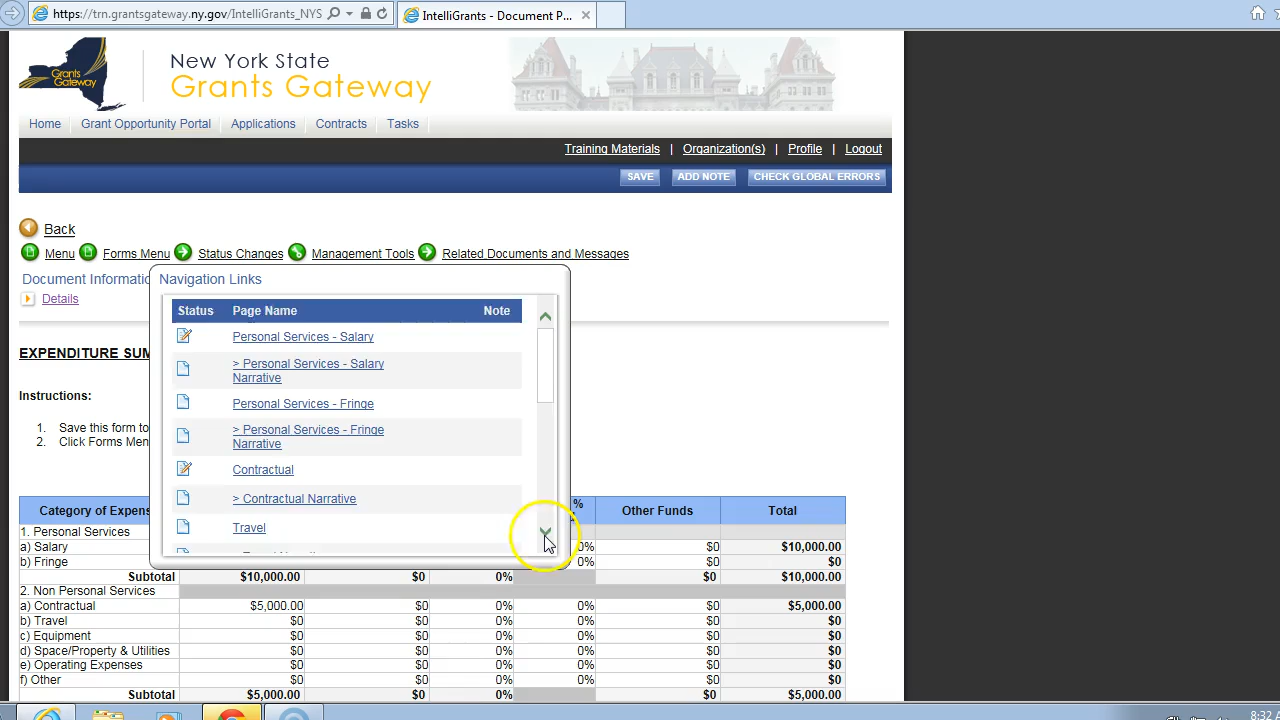 https://trn.grantsgateway.ny.gov/IntelliGrants_NYS
IntelliGrants - Document P...
Grants
Gateway
New York State
Grants Gateway
Home Grant Opportunity Portal Applications Contracts Tasks
Training Materials | Organization(s) | Profile | Logout
SAVE ADD NOTE CHECK GLOBAL ERRORS
Back
Menu Forms Menu Status Changes Management Tools Related Documents and Messages
Document Informatio
Details
Navigation Links
Status Page Name Note
Personal Services - Salary
> Personal Services - Salary
Narrative
Personal Services - Fringe
> Personal Services - Fringe
Narrative
Contractual
> Contractual Narrative
Travel
EXPENDITURE SUM
Instructions:
1. Save this form to
2. Click Forms Men
Category of Expens % Other Funds Total
1. Personal Services
a) Salary 0% $0 $10,000.00
b) Fringe 0% $0 $0
Subtotal $10,000.00 $0 0% $0 $10,000.00
2. Non Personal Services
a) Contractual $5,000.00 $0 0% 0% $0 $5,000.00
b) Travel $0 $0 0% 0% $0 $0
c) Equipment $0 $0 0% 0% $0 $0
d) Space/Property & Utilities $0 $0 0% 0% $0 $0
e) Operating Expenses $0 $0 0% 0% $0 $0
f) Other $0 $0 0% 0% $0 $0
Subtotal $5,000.00 $0 0% $0 $5,000.00
8:32